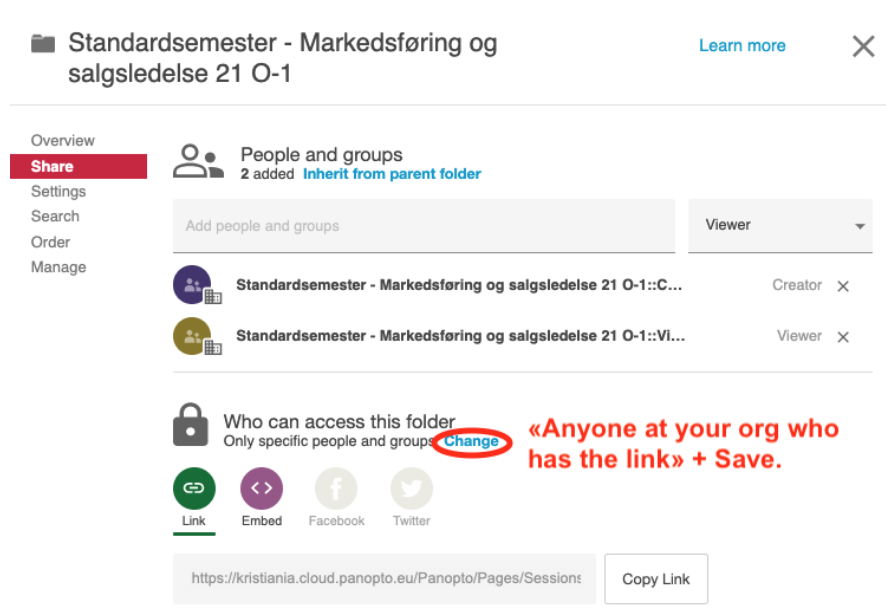 Standardsemester - Markedsføring og
salgsledelse 21 O-1
Learn more
Overview
Share
Settings
Search
Order
Manage
People and groups
2 added Inherit from parent folder
Add people and groups
Viewer
Standardsemester - Markedsføring og salgsledelse 21 O-1::C...
Creator
Standardsemester - Markedsføring og salgsledelse 21 O-1::Vi...
Viewer
Who can access this folder
Only specific people and groups Change
«Anyone at your org who
has the link» + Save.
Link
Embed
Facebook
Twitter
https://kristiania.cloud.panopto.eu/Panopto/Pages/Sessions
Copy Link